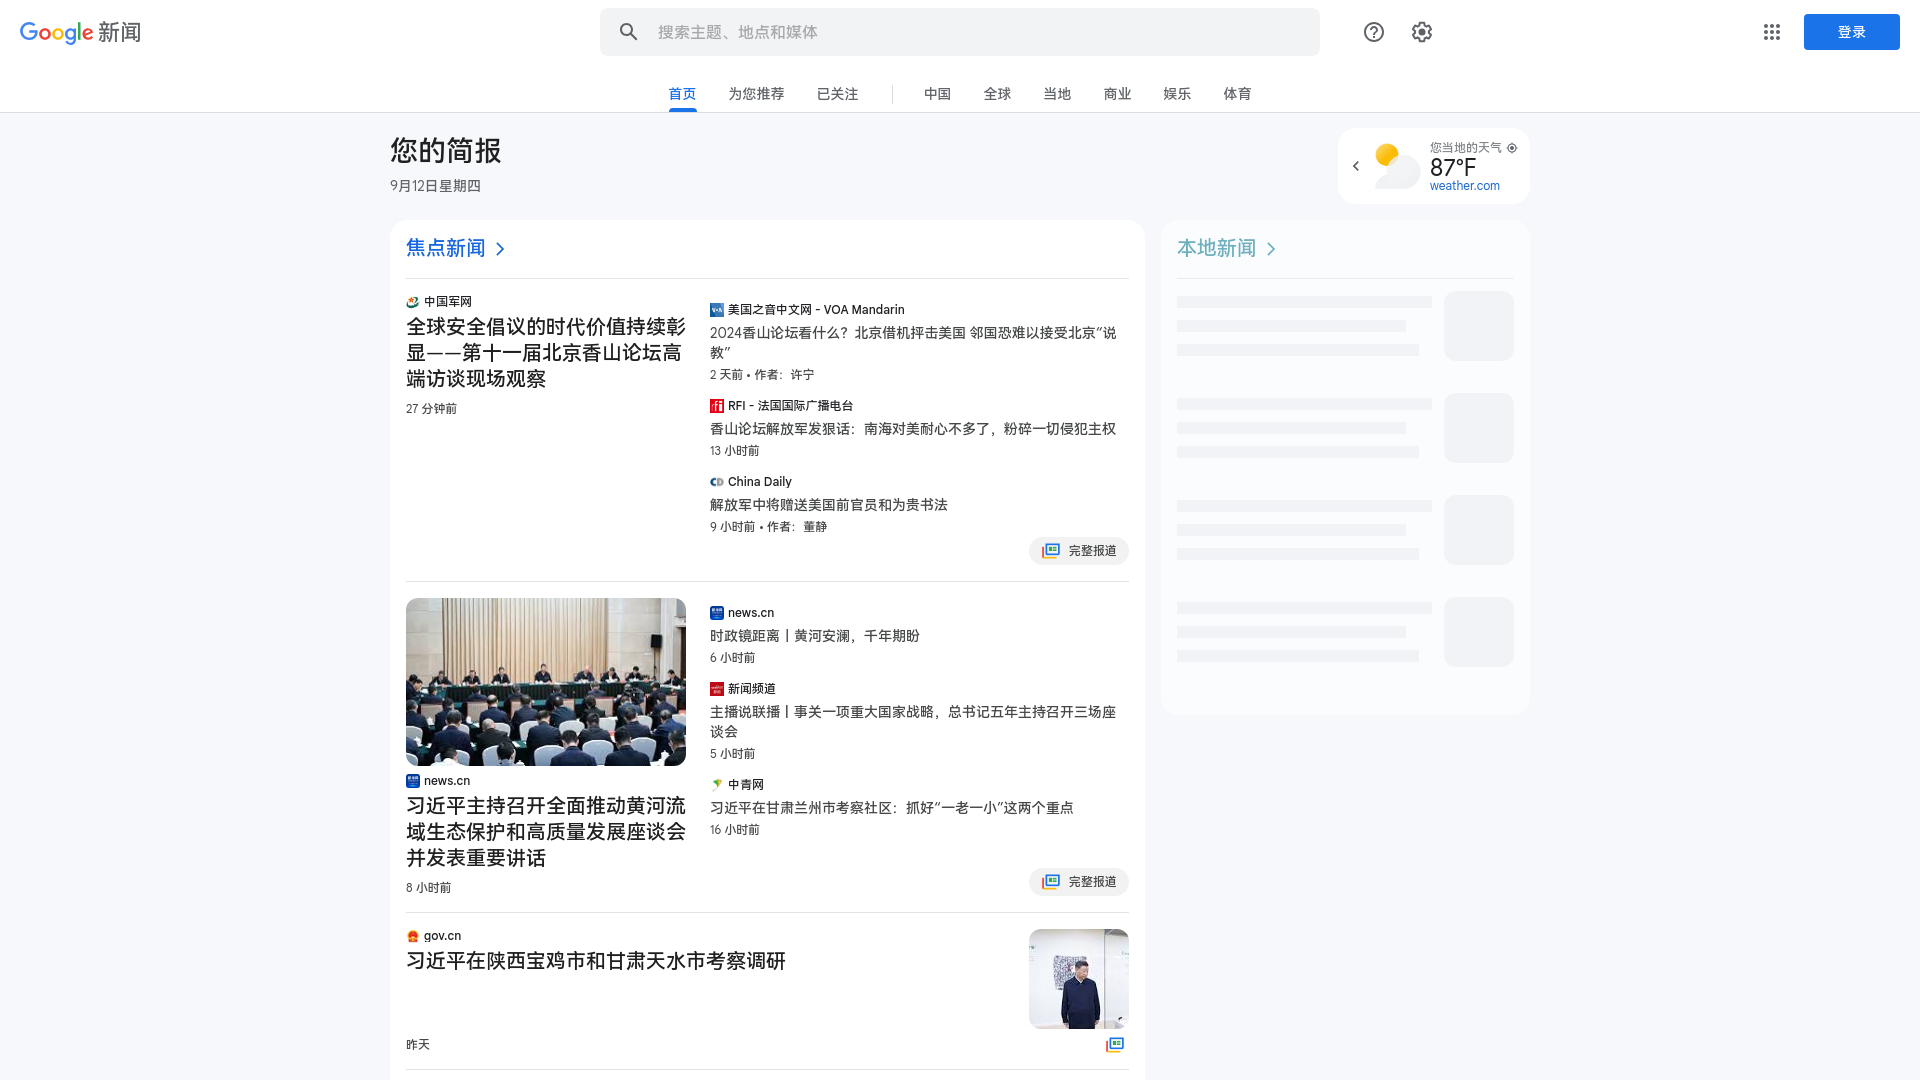 Google 新闻
搜索主题、地点和媒体
登录
首页
为您推荐
已关注
中国
全球
当地
商业
娱乐
体育
您的简报
9月12日星期四
您当地的天气
87°F
weather.com
焦点新闻
中国军网
全球安全倡议的时代价值持续彰
显——第十一届北京香山论坛高
端访谈现场观察
27 分钟前
美国之音中文网 - VOA Mandarin
2024香山论坛看什么？北京借机抨击美国 邻国恐难以接受北京“说
教”
2 天前 • 作者：许宁
RFI - 法国国际广播电台
香山论坛解放军发狠话：南海对美耐心不多了，粉碎一切侵犯主权
13 小时前
China Daily
解放军中将赠送美国前官员和为贵书法
9 小时前 • 作者：董静
完整报道
news.cn
习近平主持召开全面推动黄河流
域生态保护和高质量发展座谈会
并发表重要讲话
8 小时前
news.cn
时政镜距离丨黄河安澜，千年期盼
6 小时前
新闻频道
主播说联播丨事关一项重大国家战略，总书记五年主持召开三场座
谈会
5 小时前
中青网
习近平在甘肃兰州市考察社区：抓好“一老一小”这两个重点
16 小时前
完整报道
gov.cn
习近平在陕西宝鸡市和甘肃天水市考察调研
昨天
本地新闻